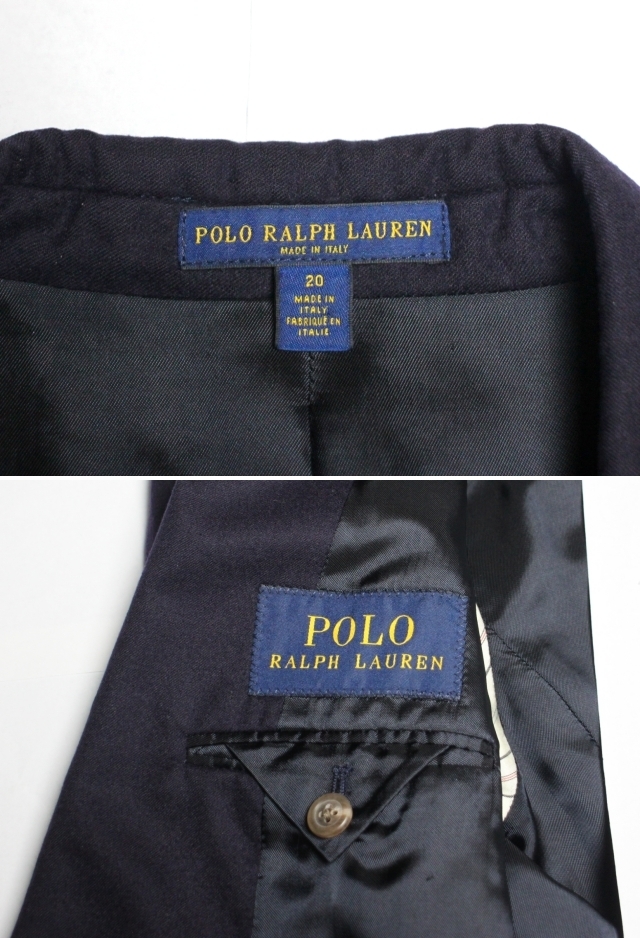 POLO RALPH LAUREN
MADE IN ITALY
20
MADE IN
ITALY
FABRIQUÉ EN
ITALIE
POLO
RALPH LAUREN